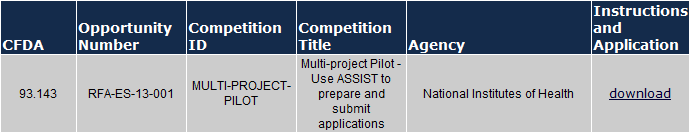 CFDA
Opportunity
Number
Competition
ID
Competition
Title
Agency
Instructions
and
Application
93.143
RFA-ES-13-001
MULTI-PROJECT-
PILOT
Multi-project Pilot -
Use ASSIST to
prepare and
submit
applications
National Institutes of Health
download